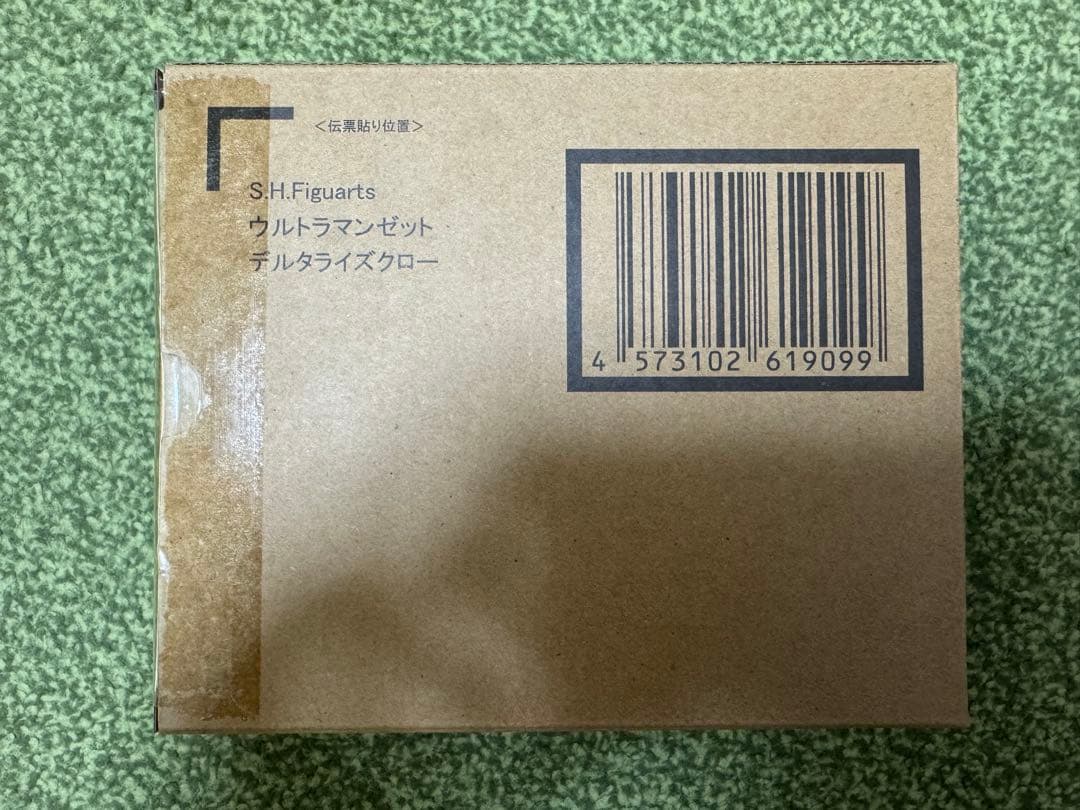 <伝票貼り位置>
S.H.Figuarts
ウルトラマンゼット
デルタライズクロー
4 573102 619099